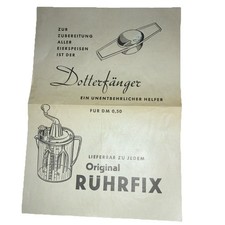 ZUR
ZUBEREITUNG
ALLER
EIERSPEISEN
IST DER
Dotterfänger
EIN UNENTBEHRLICHER HELFER
FÜR DM 0,50
LIEFERBAR ZU JEDEM
Original
RÜHRFIX